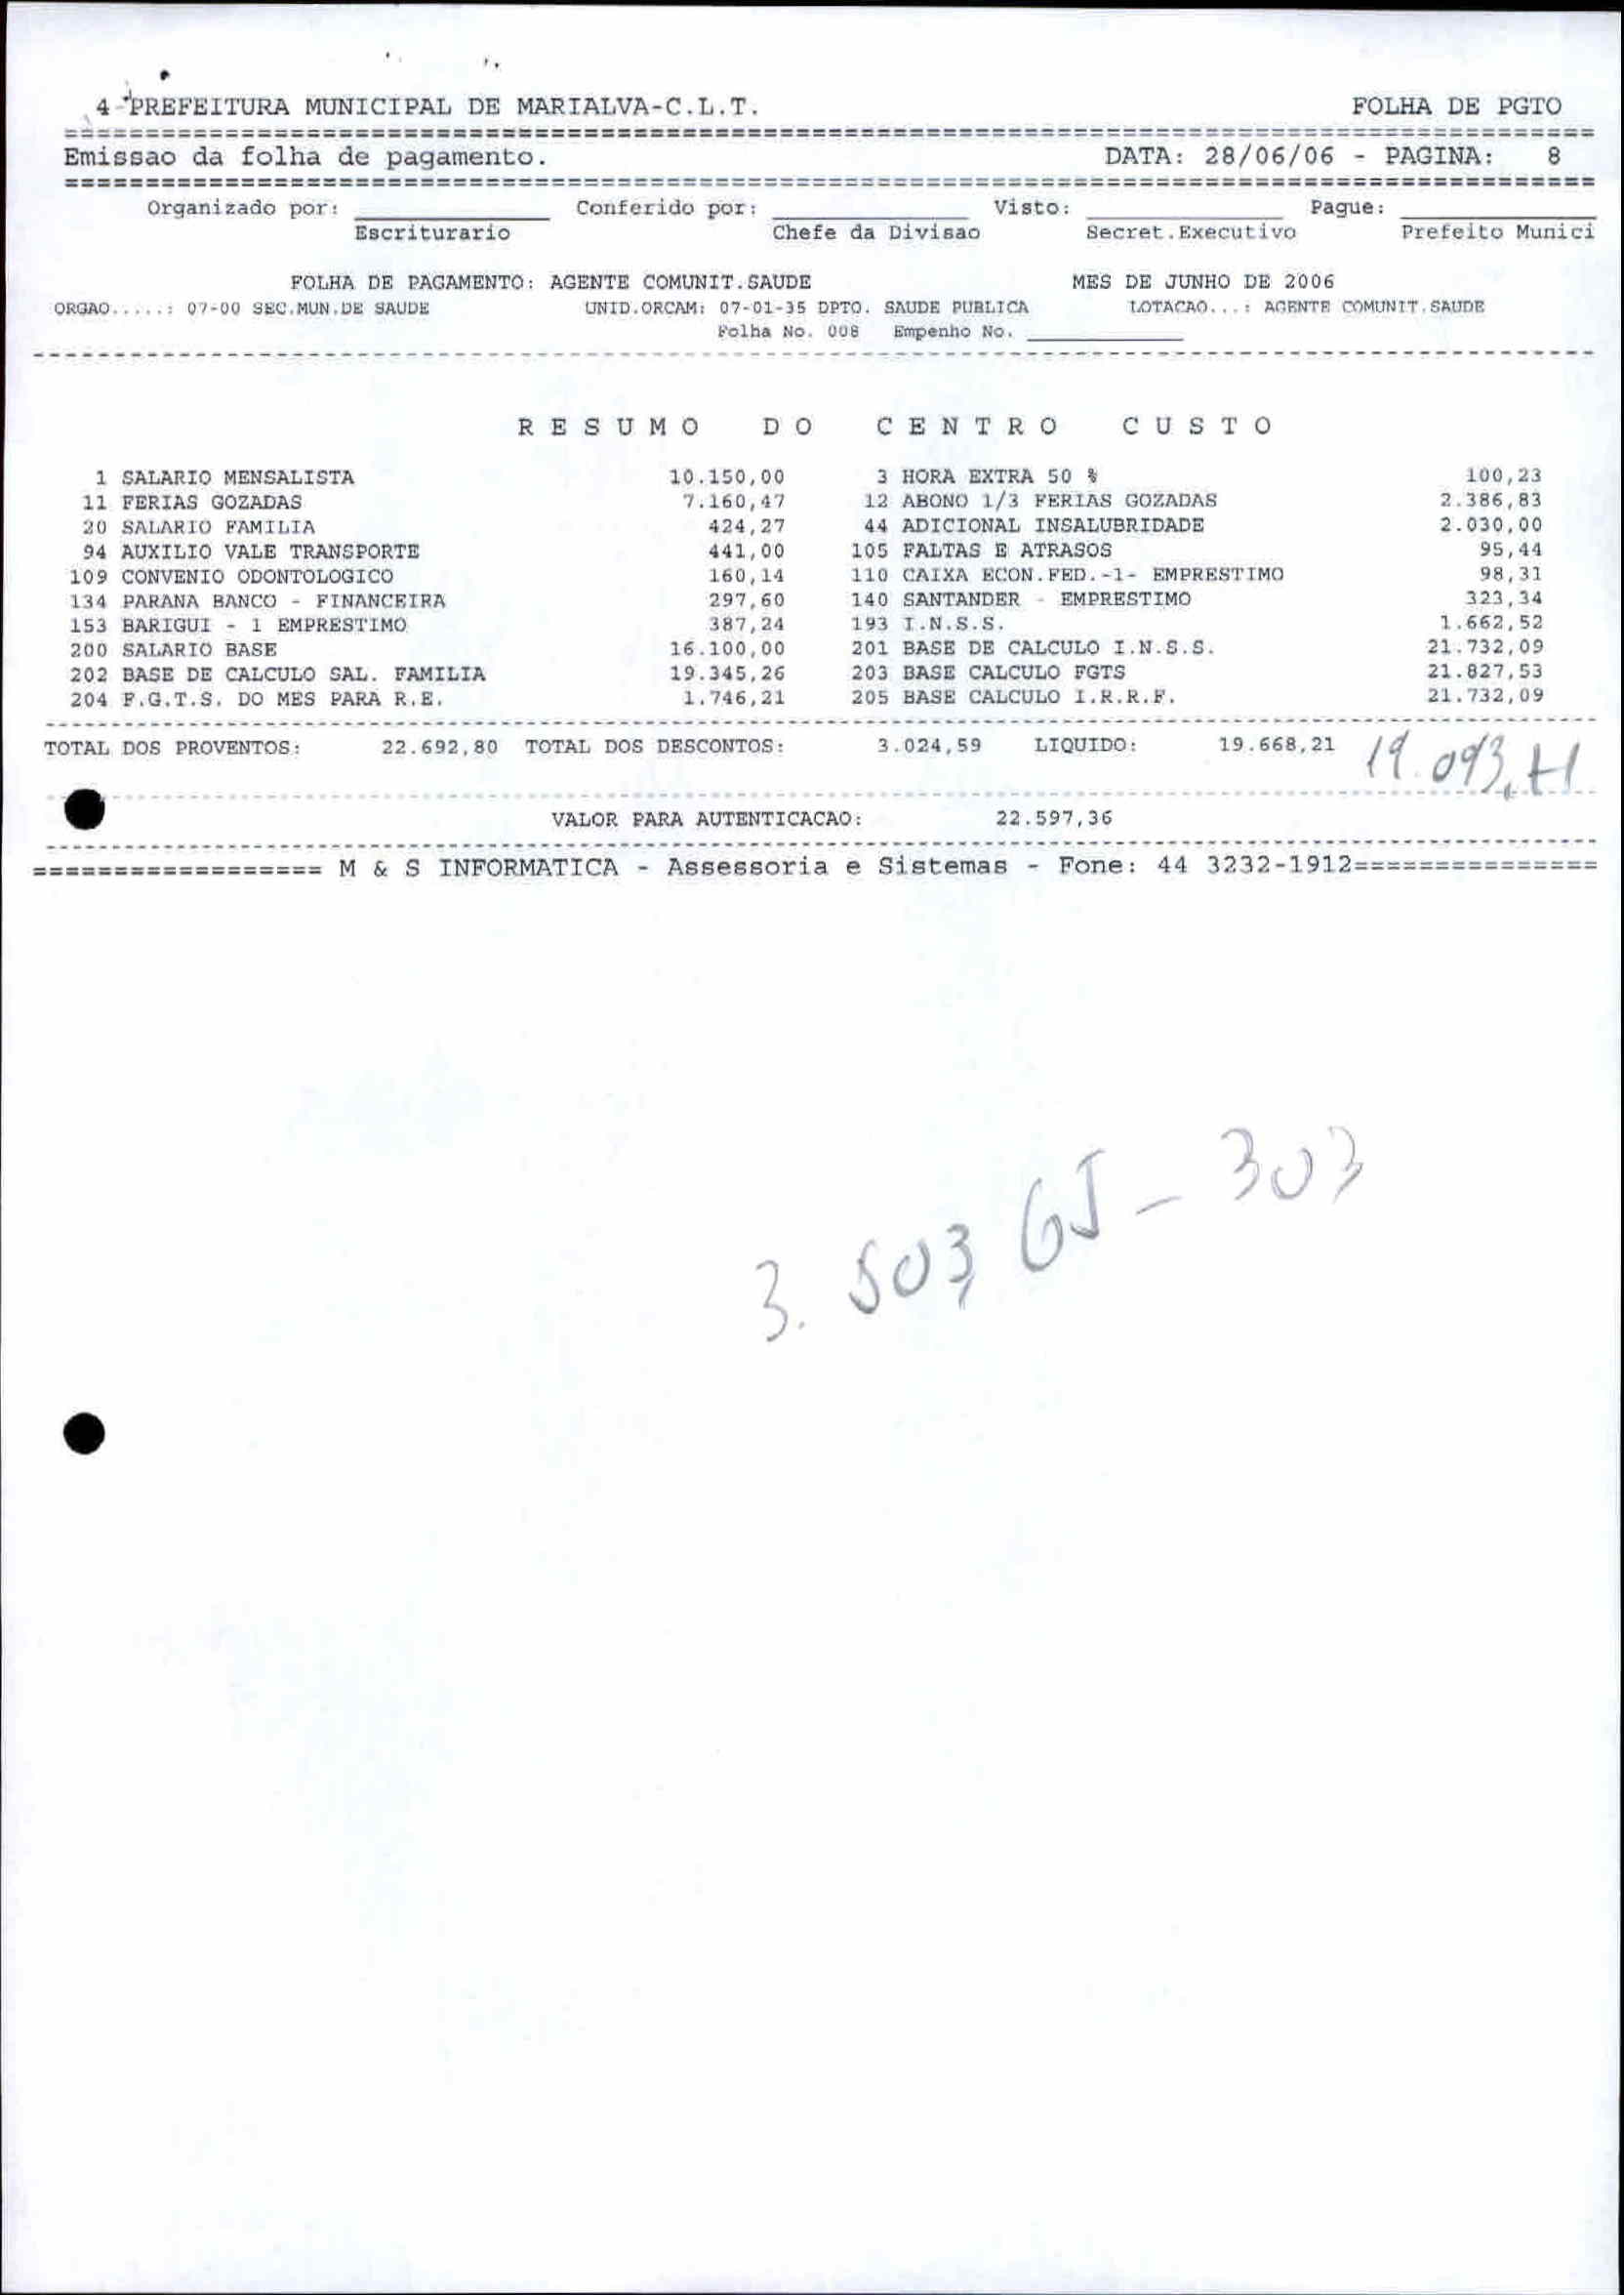 4 - PREFEITURA MUNICIPAL DE MARIALVA-C.L.T. FOLHA DE PGTO
Emissao da folha de pagamento. DATA: 28/06/06 - PAGINA: 8
Organizado por: Conferido por: Visto: Pague:
Escriturario Chefe da Divisao Secret.Executivo Prefeito Munici
FOLHA DE PAGAMENTO: AGENTE COMUNIT.SAUDE MES DE JUNHO DE 2006
ORGAO.....: 07-00 SEC.MUN.DE SAUDE UNID.ORCAM: 07-01-35 DPTO. SAUDE PUBLICA LOTACAO...: AGENTE COMUNIT.SAUDE
Folha No. 008 Empenho No.
R E S U M O D O C E N T R O C U S T O
1 SALARIO MENSALISTA 10.150,00 3 HORA EXTRA 50 % 100,23
11 FERIAS GOZADAS 7.160,47 12 ABONO 1/3 FERIAS GOZADAS 2.386,83
20 SALARIO FAMILIA 424,27 44 ADICIONAL INSALUBRIDADE 2.030,00
94 AUXILIO VALE TRANSPORTE 441,00 105 FALTAS E ATRASOS 95,44
109 CONVENIO ODONTOLOGICO 160,14 110 CAIXA ECON.FED.-1- EMPRESTIMO 98,31
134 PARANA BANCO - FINANCEIRA 297,60 140 SANTANDER - EMPRESTIMO 323,34
153 BARIGUI - 1 EMPRESTIMO 387,24 193 I.N.S.S. 1.662,52
200 SALARIO BASE 16.100,00 201 BASE DE CALCULO I.N.S.S. 21.732,09
202 BASE DE CALCULO SAL. FAMILIA 19.345,26 203 BASE CALCULO FGTS 21.827,53
204 F.G.T.S. DO MES PARA R.E. 1.746,21 205 BASE CALCULO I.R.R.F. 21.732,09
TOTAL DOS PROVENTOS: 22.692,80 TOTAL DOS DESCONTOS: 3.024,59 LIQUIDO: 19.668,21
VALOR PARA AUTENTICACAO: 22.597,36
================== M & S INFORMATICA - Assessoria e Sistemas - Fone: 44 3232-1912===============
3.503,65 - 303